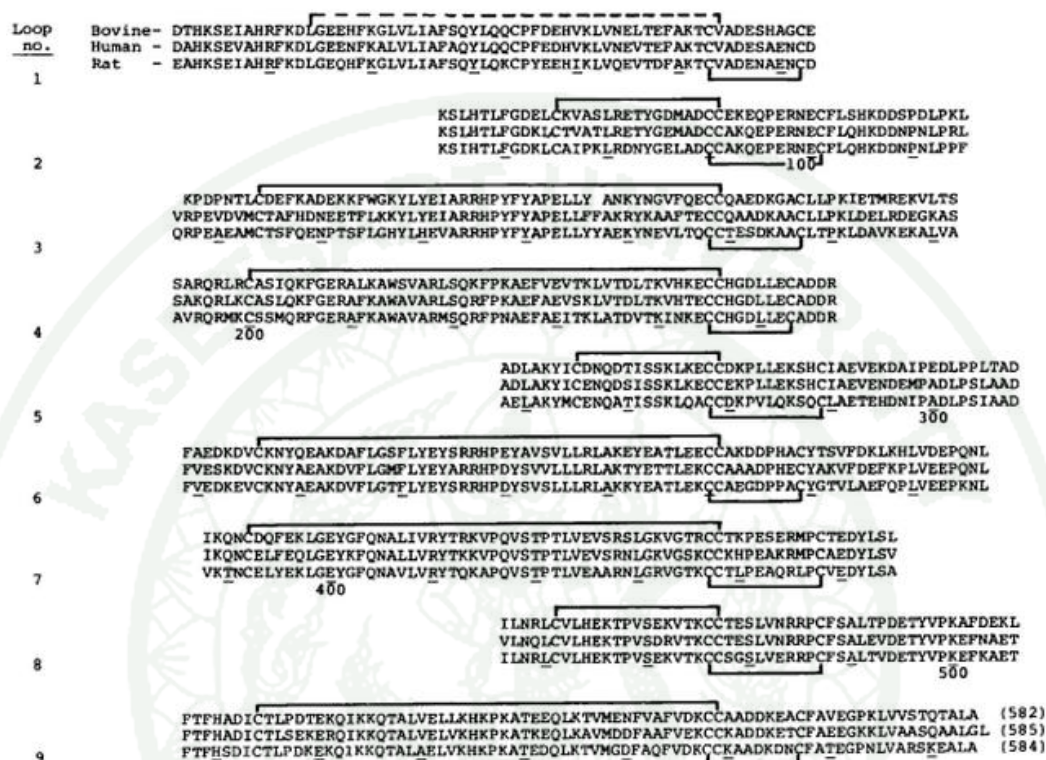 Loop Bovine- DTHKSEIAHRFKDLGEEHFKGLVLIAFSQYLQQCPFDEHVKLVNELTEFAKTCVADESHAGCE
no. Human - DAHKSEVAHRFKDLGEENFKALVLIAFAQYLQQCPFEDHVKLVNEVTEFAKTCVADESAENCD
Rat - EAHKSEIAHRFKDLGEQHFKGLVLIAFSQYLQKCPYEEHIKLVQEVTDFAKTCVADENAENCD
1
KSLHTLFGDELCKVASLRETYGDMADCCEKEQPERNECFLSHKDDSPDLPKL
KSLHTLFGDKLCTVATLRETYGEMADCCAKQEPERNECFLQHKDDNPNLPRL
KSIHTLFGDKLCAIPKLRDNYGELADCCAKQEPERNECFLQHKDDNPNLPPF
2 100
KPDPNTLCDEFKADEKKFWGKYLYEIARRHPYFYAPELLY ANKYNGVFQECCQAEDKGACLLPKIETMREKVLTS
VRPEVDVMCTAFHDNEETFLKKYLYEIARRHPYFYAPELLFFAKRYKAAFTECCQAADKAACLLPKLDELRDEGKAS
QRPEAEAMCTSFQENPTSFLGHYLHEVARRHPYFYAPELLYYAEKYNEVLTQCCTESDKAACLTPKLDAVKEKALVA
3
SARQRLRCASIQKFGERALKAWSVARLSQKFPKAEFVEVTKLVTDLTKVHKECCHGDLLECADDR
SAKQRLKCASLQKFGERAFKAWAVARLSQRFPKAEFAEVSKLVTDLTKVHTECCHGDLLECADDR
AVRQRMKCSSMQRFGERAFKAWAVARMSQRFPNAEFAEITKLATDVTKINKECCHGDLLECADDR
4 200
ADLAKYICDNQDTISSKLKECCDKPLLEKSHCIAEVEKDAIPEDLPPLTAD
ADLAKYICENQDSISSKLKECCEKPLLEKSHCIAEVENDEMPADLPSLAAD
AELAKYMCENQATISSKLQACCDKPVLQKSQCLAETEHDNIPADLPSIAAD
5 300
FAEDKDVCKNYQEAKDAFLGSFLYEYSRRHPEYAVSVLLRLAKEYEATLEECCAKDDPHACYTSVFDKLKHLVDEPQNL
FVESKDVCKNYAEAKDVFLGMFLYEYARRHPDYSVVLLLRLAKTYETTLEKCCAAADPHECYAKVFDEFKPLVEEPQNL
FVEDKEVCKNYAEAKDVFLGTFLYEYSRRHPDYSVSLLLRLAKKYEATLEKCCAEGDPPACYGTVLAEFQPLVEEPKNL
6
IKQNCDQFEKLGEYGFQNALIVRYTRKVPQVSTPTLVEVSRSLGKVGTRCCTKPESERMPCTEDYLSL
IKQNCELFEQLGEYKFQNALLVRYTKKVPQVSTPTLVEVSRNLGKVGSKCCKHPEAKRMPCAEDYLSV
VKTNCELYEKLGEYGFQNAVLVRYTQKAPQVSTPTLVEAARNLGRVGTKCCTLPEAQRLPCVEDYLSA
7 400
ILNRLCVLHEKTPVSEKVTKCCTESLVNRRPCFSALTPDETYVPKAFDEKL
VLNQLCVLHEKTPVSDRVTKCCTESLVNRRPCFSALEVDETYVPKEFNAET
ILNRLCVLHEKTPVSEKVTKCCSGSLVERRPCFSALTVDETYVPKEFKAET
8 500
FTFHADICTLPDTEKQIKKQTALVELLKHKPKATEEQLKTVMENFVAFVDKCCAADDKEACFAVEGPKLVVSTQTALA (582)
FTFHADICTLSEKERQIKKQTALVELVKHKPKATKEQLKAVMDDFAAFVEKCCKADDKETCFAEEGKKLVAASQAALGL (585)
FTFHSDICTLPDKEKQIKKQTALAELVKHKPKATEDQLKTVMGDFAQFVDKCCKAADKDNCFATEGPNLVARSKEALA (584)
9
KASETSART UNIVERSITY